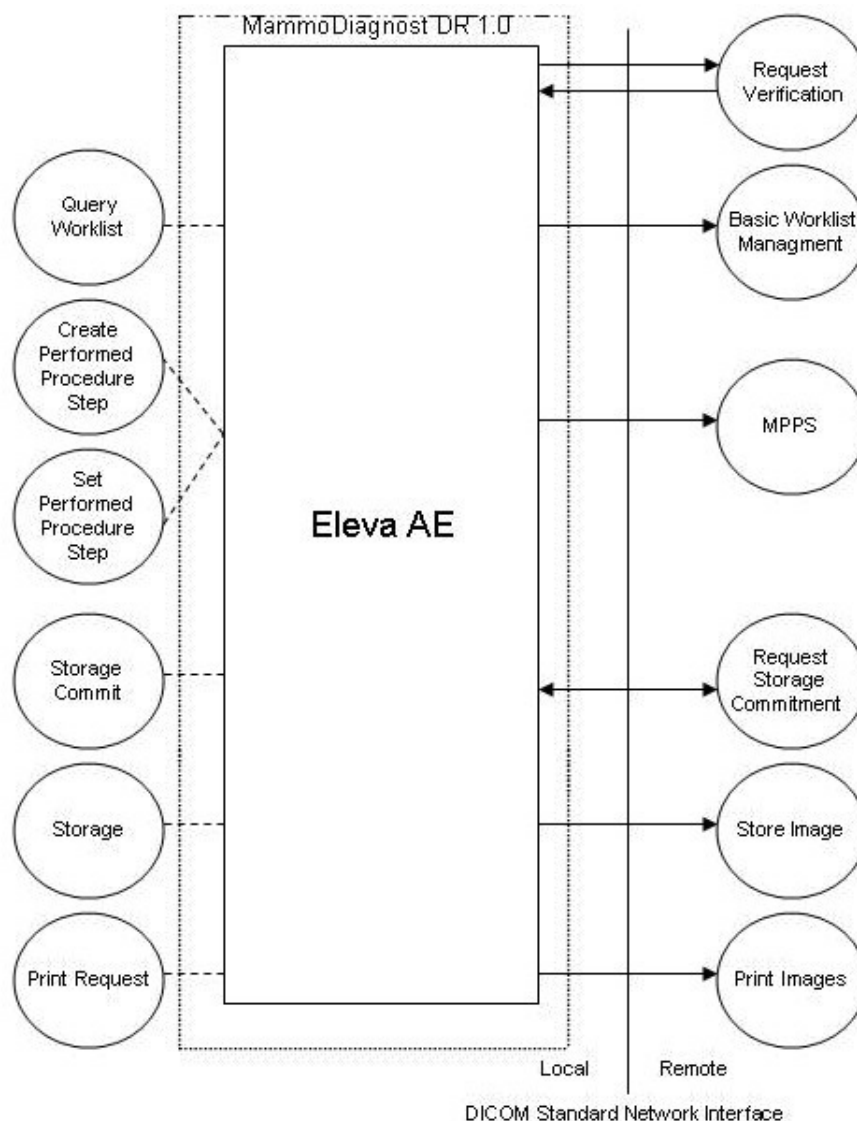 MammoDiagnost DR 1.0
Request
Verification
Query
Worklist
Basic Worklist
Managment
Create
Performed
Procedure
Step
MPPS
Set
Performed
Procedure
Step
Eleva AE
Storage
Commit
Request
Storage
Commitment
Storage
Store Image
Print Request
Print Images
Local
Remote
DICOM Standard Network Interface